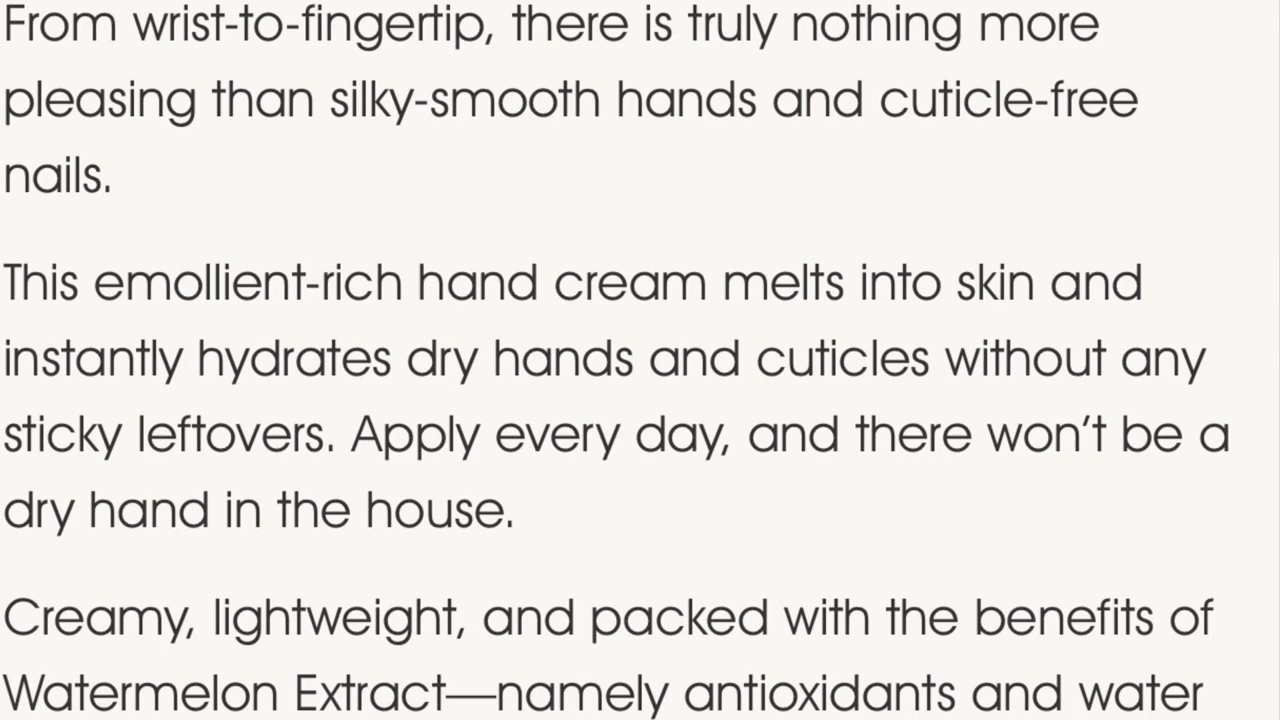 From wrist-to-fingertip, there is truly nothing more
pleasing than silky-smooth hands and cuticle-free
nails.
This emollient-rich hand cream melts into skin and
instantly hydrates dry hands and cuticles without any
sticky leftovers. Apply every day, and there won’t be a
dry hand in the house.
Creamy, lightweight, and packed with the benefits of
Watermelon Extract—namely antioxidants and water